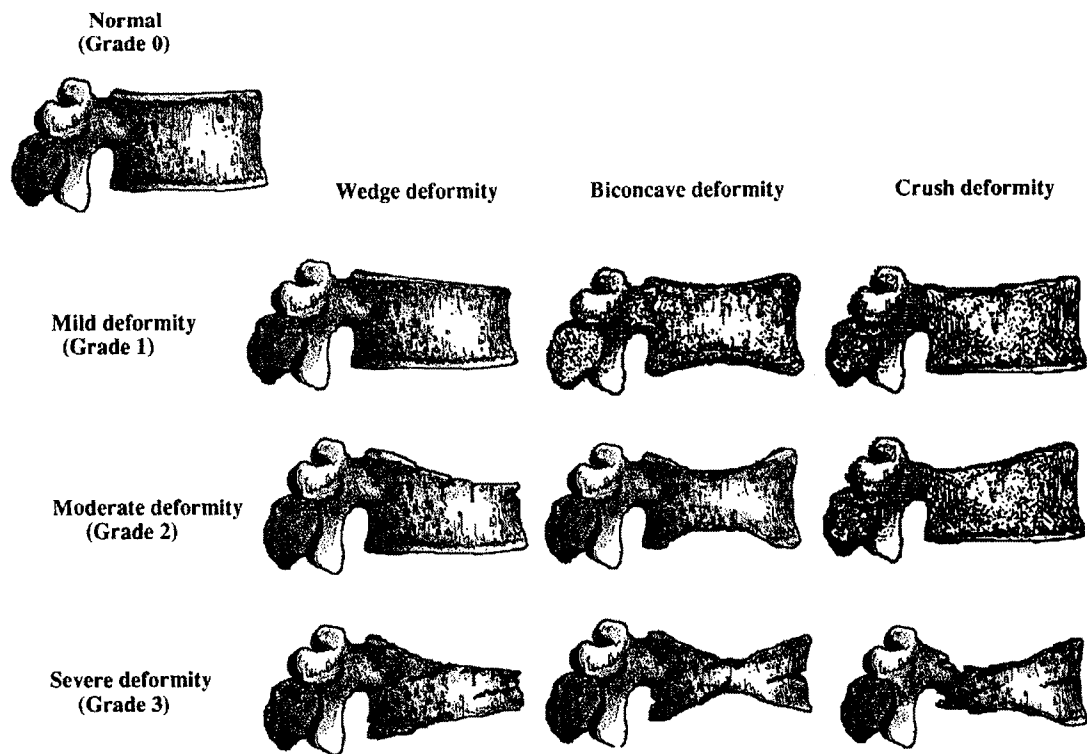 Normal
(Grade 0)
Wedge deformity
Biconcave deformity
Crush deformity
Mild deformity
(Grade 1)
Moderate deformity
(Grade 2)
Severe deformity
(Grade 3)